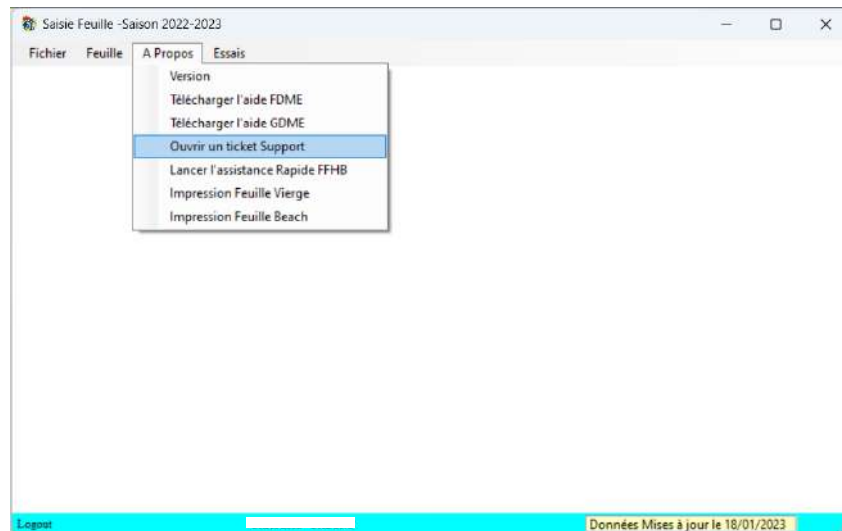 Saisie Feuille -Saison 2022-2023
Fichier Feuille A Propos Essais
Version
Télécharger l'aide FDME
Télécharger l'aide GDME
Ouvrir un ticket Support
Lancer l'assistance Rapide FFHB
Impression Feuille Vierge
Impression Feuille Beach
Logout Données Mises à jour le 18/01/2023